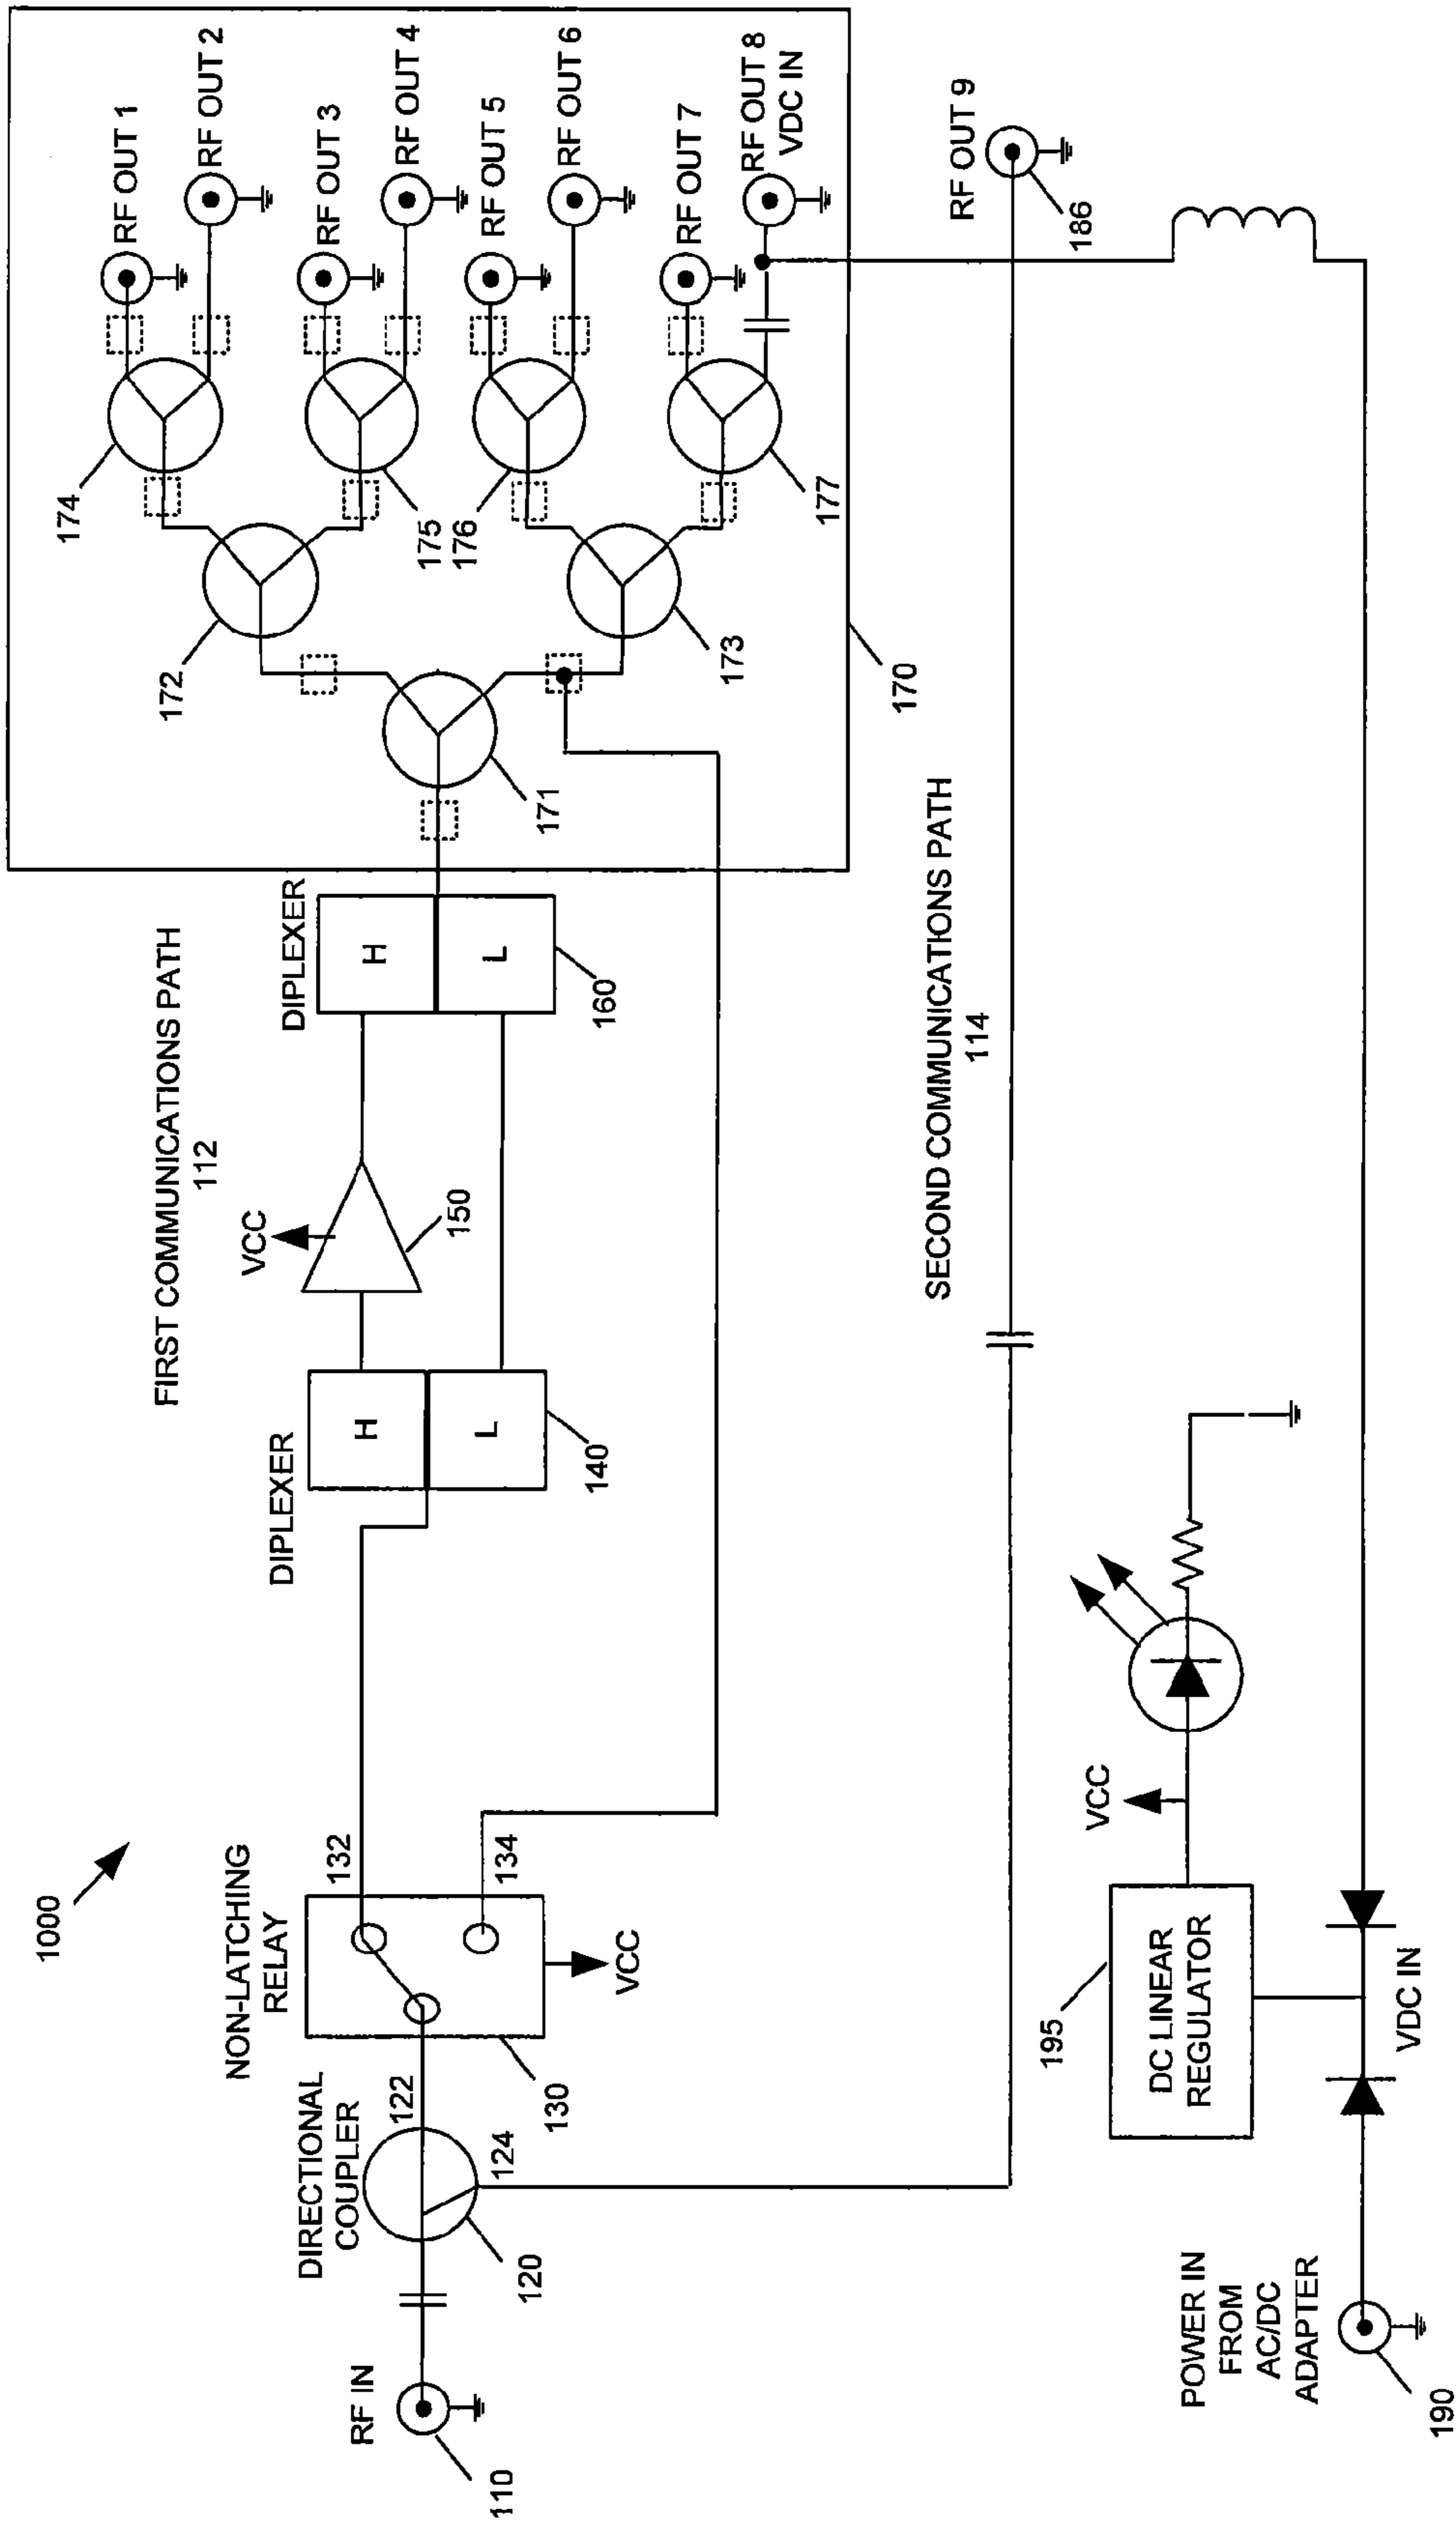 1000
FIRST COMMUNICATIONS PATH
112
RF IN
110
DIRECTIONAL
COUPLER
120
122
124
NON-LATCHING
RELAY
130
132
134
VCC
DIPLEXER
H
L
140
VCC
150
DIPLEXER
H
L
160
170
171
172
173
174
175
176
177
RF OUT 1
RF OUT 2
RF OUT 3
RF OUT 4
RF OUT 5
RF OUT 6
RF OUT 7
RF OUT 8
VDC IN
SECOND COMMUNICATIONS PATH
114
RF OUT 9
186
195
DC LINEAR
REGULATOR
VCC
VDC IN
POWER IN
FROM
AC/DC
ADAPTER
190